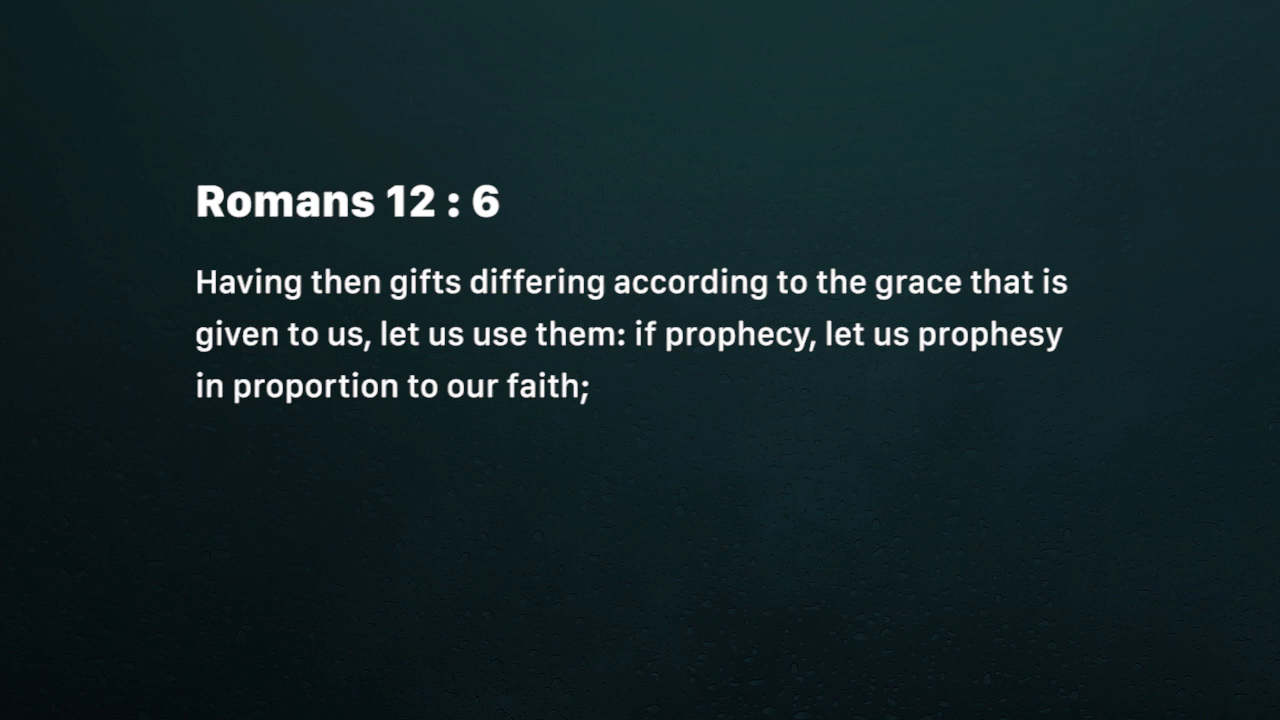 Romans 12 : 6
Having then gifts differing according to the grace that is
given to us, let us use them: if prophecy, let us prophesy
in proportion to our faith;